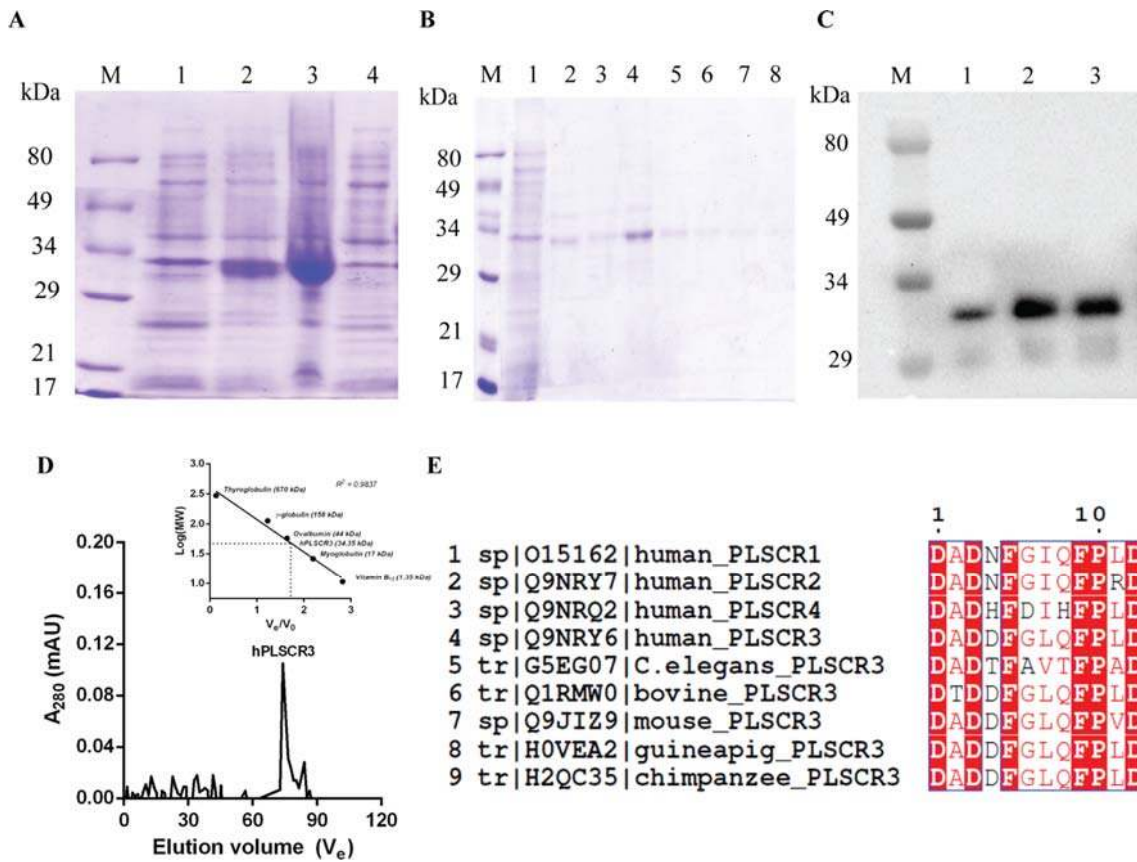 A
M 1 2 3 4
kDa
80
49
34
29
21
17
B
M 1 2 3 4 5 6 7 8
kDa
80
49
34
29
21
17
C
M 1 2 3
kDa
80
49
34
29
D
3.0
2.5
2.0
1.5
1.0
Log(MW)
Thyroglobulin (670 kDa)
R² = 0.9837
γ-globulin (158 kDa)
Ovalbumin (44 kDa)
hPLSCR3 (34.35 kDa)
Myoglobulin (17 kDa)
Vitamin B₁₂ (1.35 kDa)
0 1 2 3
Vₑ/V₀
hPLSCR3
0.20
0.16
0.12
0.08
0.04
0.00
A₂₈₀ (mAU)
0 30 60 90 120
Elution volume (Vₑ)
E
1 10
1 sp|O15162|human_PLSCR1 DADNFGIQFPLD
2 sp|Q9NRY7|human_PLSCR2 DADNFGIQFPRD
3 sp|Q9NRQ2|human_PLSCR4 DADHFDIHFPLD
4 sp|Q9NRY6|human_PLSCR3 DADDFGLQFPLD
5 tr|G5EG07|C.elegans_PLSCR3 DADTFAVTFPAD
6 tr|Q1RMW0|bovine_PLSCR3 DTDDFGLQFPLD
7 sp|Q9JIZ9|mouse_PLSCR3 DADDFGLQFPVD
8 tr|H0VEA2|guineapig_PLSCR3 DADDFGLQFPLD
9 tr|H2QC35|chimpanzee_PLSCR3 DADDFGLQFPLD